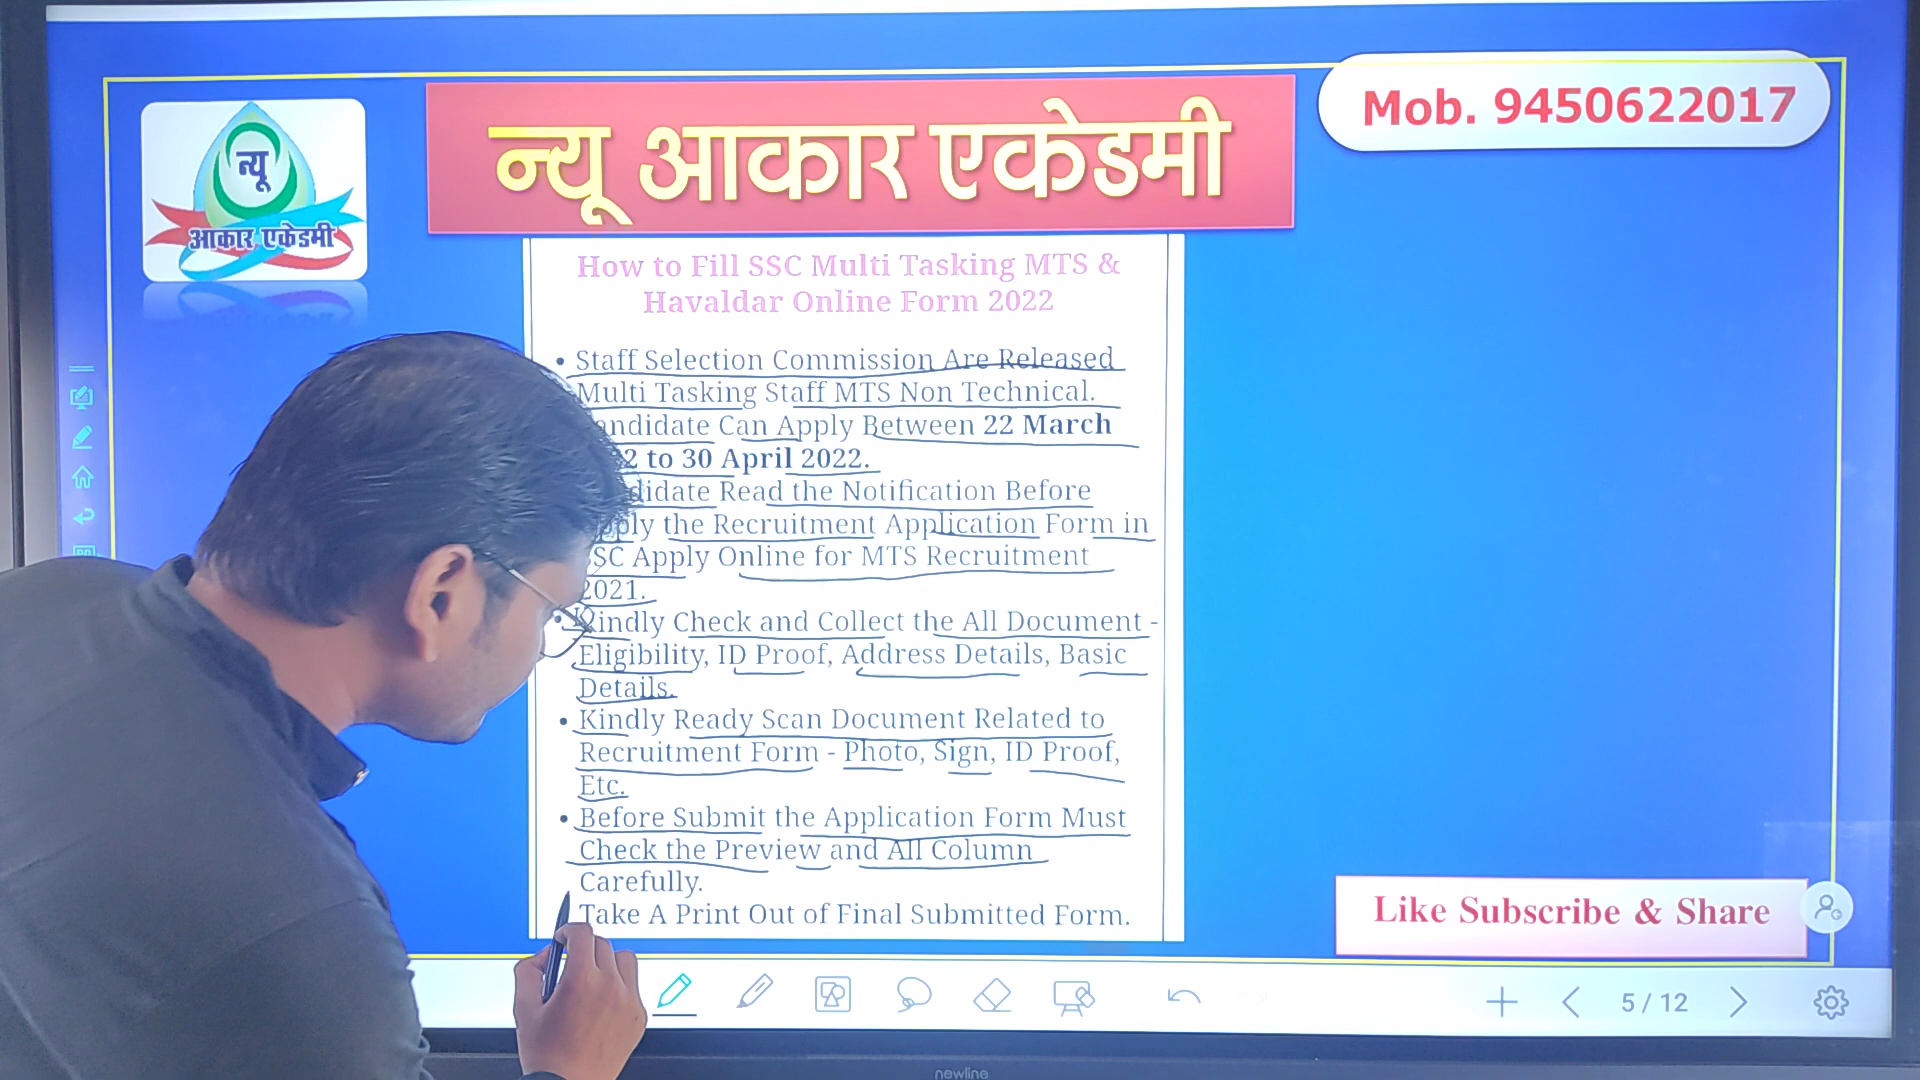 न्यू
आकार एकेडमी
न्यू आकार एकेडमी
Mob. 9450622017
How to Fill SSC Multi Tasking MTS &
Havaldar Online Form 2022
• Staff Selection Commission Are Released
Multi Tasking Staff MTS Non Technical.
Can Apply Between 22 March
to 30 April 2022.
Read the Notification Before
the Recruitment Application Form in
Apply Online for MTS Recruitment
2021.
• Kindly Check and Collect the All Document -
Eligibility, ID Proof, Address Details, Basic
Details.
• Kindly Ready Scan Document Related to
Recruitment Form - Photo, Sign, ID Proof,
Etc.
• Before Submit the Application Form Must
Check the Preview and All Column
Carefully.
Take A Print Out of Final Submitted Form.
Like Subscribe & Share
5 / 12
newline